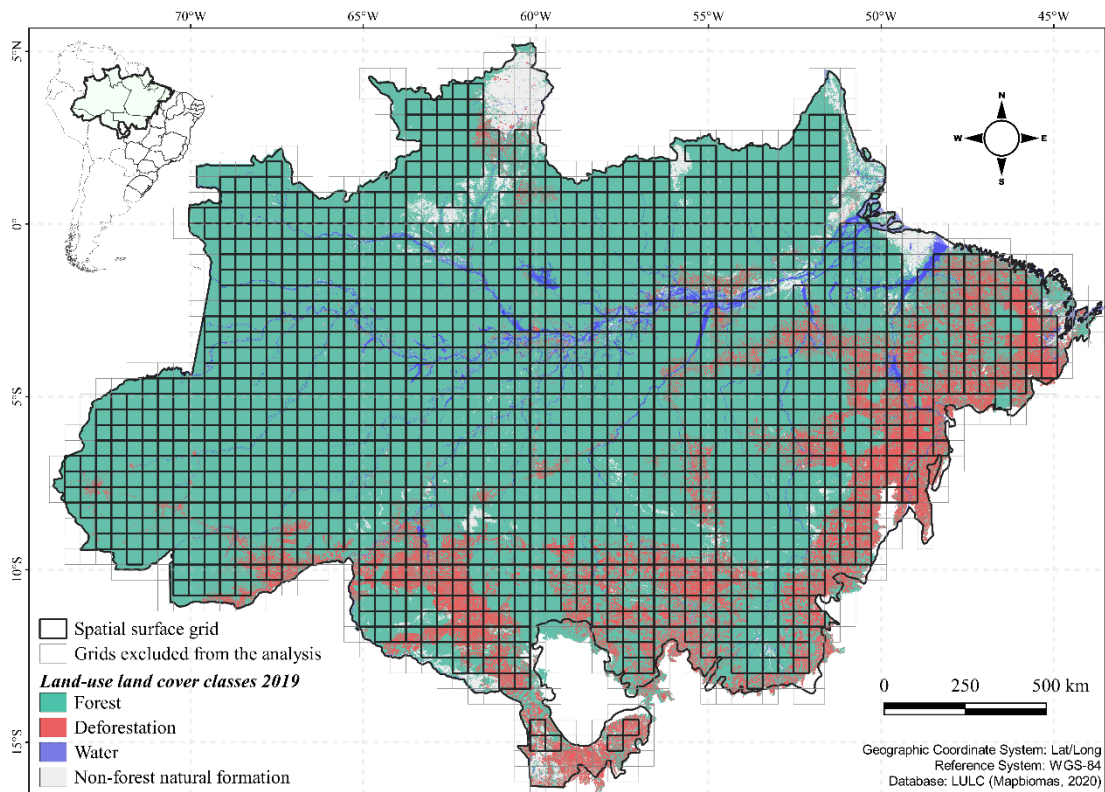 70°W 65°W 60°W 55°W 50°W 45°W
5°N
0°
5°S
10°S
15°S
N
W E
S
Spatial surface grid
Grids excluded from the analysis
Land-use land cover classes 2019
Forest
Deforestation
Water
Non-forest natural formation
0 250 500 km
Geographic Coordinate System: Lat/Long
Reference System: WGS-84
Database: LULC (Mapbiomas, 2020)